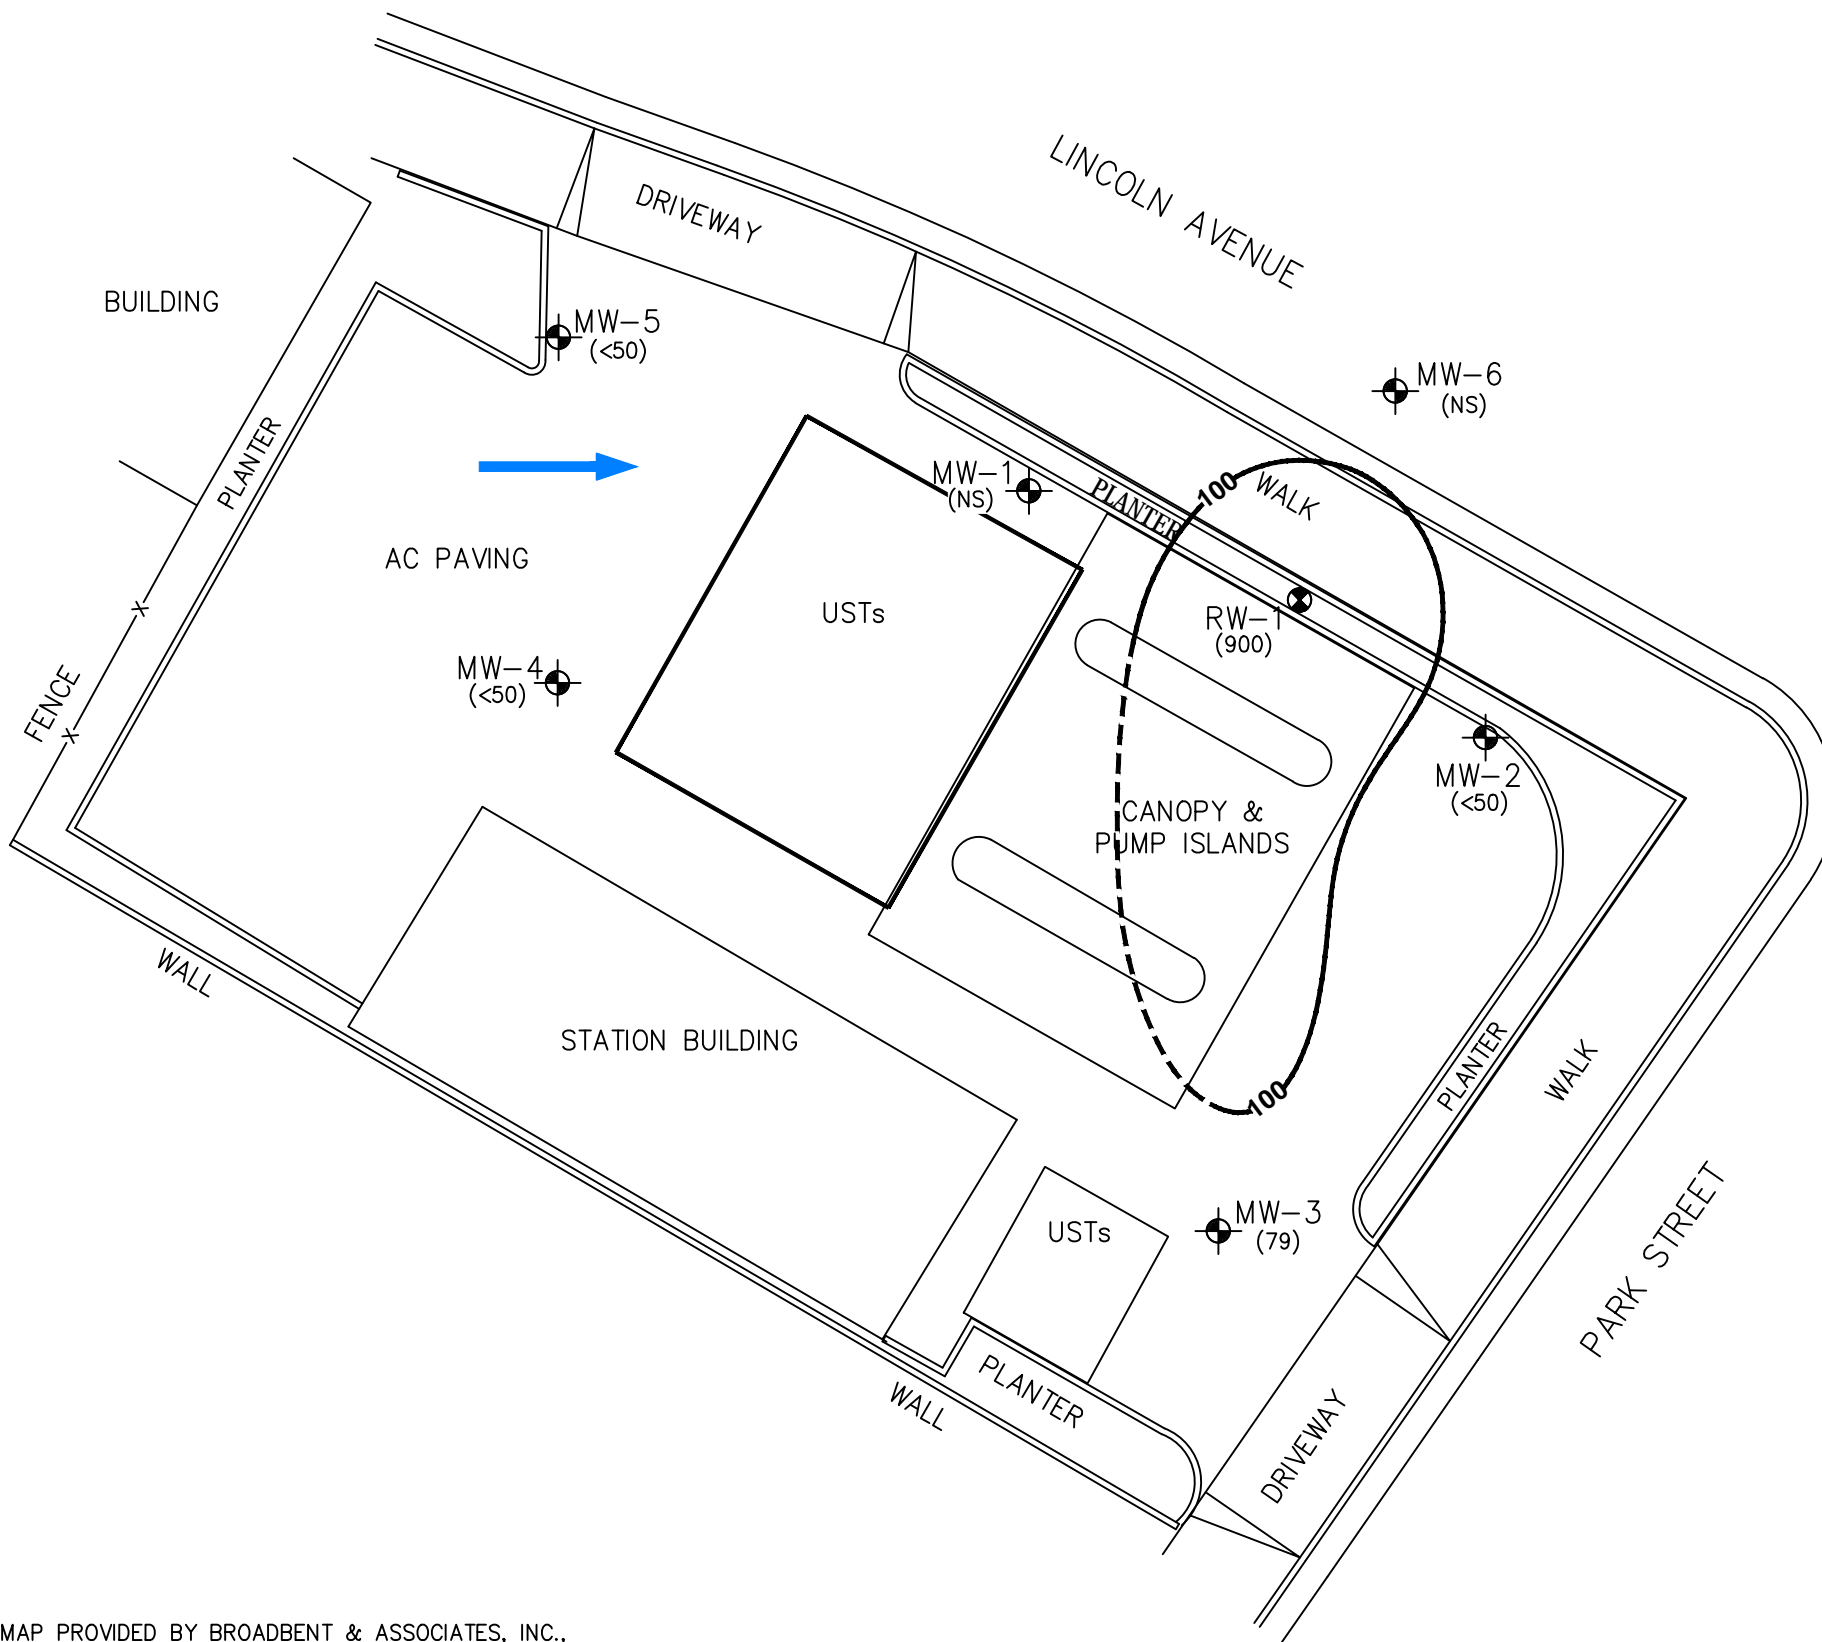 LINCOLN AVENUE
DRIVEWAY
BUILDING
MW-5
(<50)
MW-6
(NS)
PLANTER
MW-1
(NS)
PLANTER
100
WALK
AC PAVING
USTs
RW-1
(900)
MW-4
(<50)
FENCE
X
X
MW-2
(<50)
CANOPY &
PUMP ISLANDS
WALL
STATION BUILDING
100
PLANTER
WALK
MW-3
(79)
USTs
PARK STREET
PLANTER
WALL
DRIVEWAY
MAP PROVIDED BY BROADBENT & ASSOCIATES, INC.,